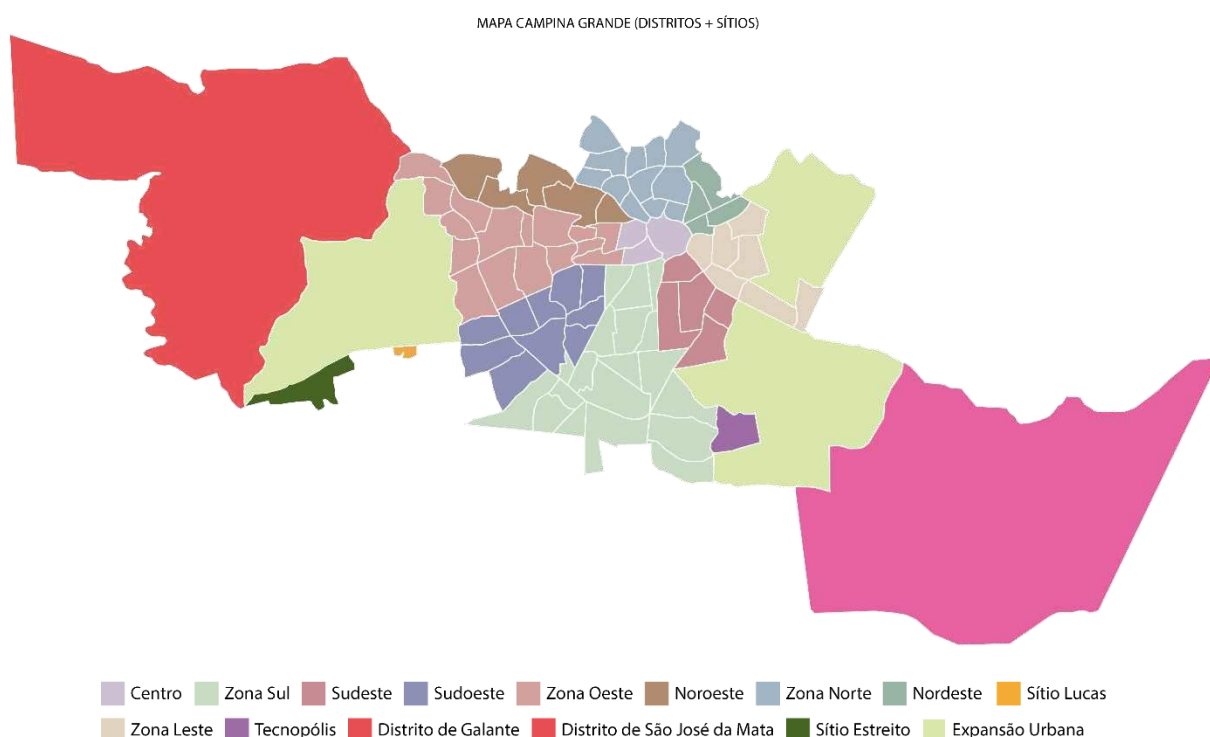 MAPA CAMPINA GRANDE (DISTRITOS + SÍTIOS)
Centro Zona Sul Sudeste Sudoeste Zona Oeste Noroeste Zona Norte Nordeste Sítio Lucas
Zona Leste Tecnopólis Distrito de Galante Distrito de São José da Mata Sítio Estreito Expansão Urbana